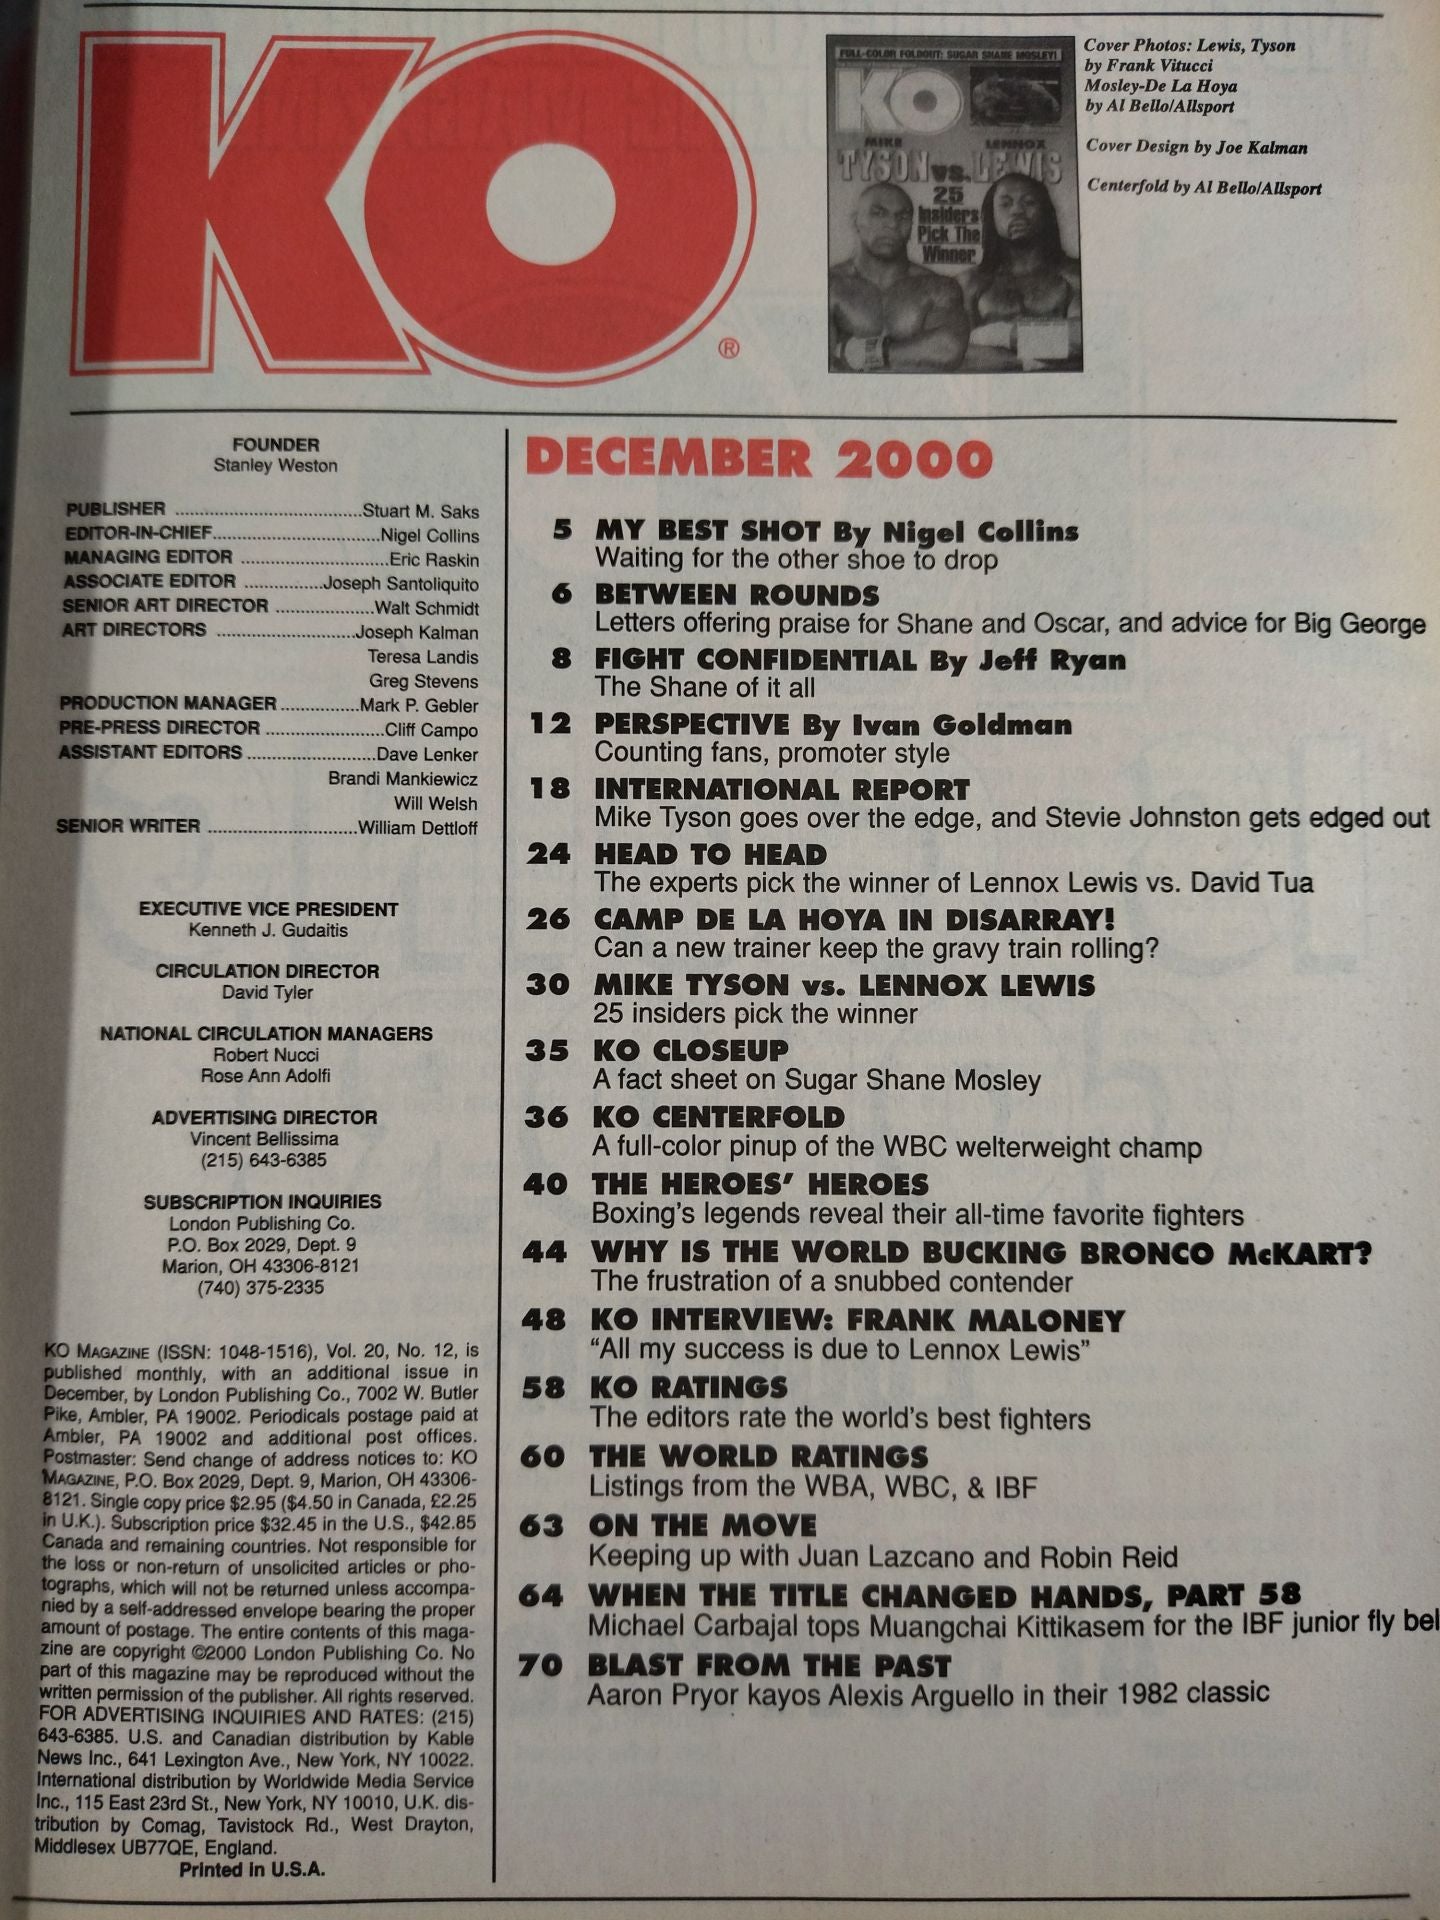 KO
®
FULL-COLOR FOLDOUT: SUGAR SHANE MOSLEY!
KO
MIKE LENNOX
TYSON vs. LEWIS
25
Insiders
Pick The
Winner
Cover Photos: Lewis, Tyson
by Frank Vitucci
Mosley-De La Hoya
by Al Bello/Allsport
Cover Design by Joe Kalman
Centerfold by Al Bello/Allsport
FOUNDER
Stanley Weston
PUBLISHER ....................................Stuart M. Saks
EDITOR-IN-CHIEF.................................Nigel Collins
MANAGING EDITOR .............................Eric Raskin
ASSOCIATE EDITOR ...............Joseph Santoliquito
SENIOR ART DIRECTOR ...................Walt Schmidt
ART DIRECTORS ...........................Joseph Kalman
Teresa Landis
Greg Stevens
PRODUCTION MANAGER ...............Mark P. Gebler
PRE-PRESS DIRECTOR .......................Cliff Campo
ASSISTANT EDITORS .........................Dave Lenker
Brandi Mankiewicz
Will Welsh
SENIOR WRITER .............................William Dettloff
EXECUTIVE VICE PRESIDENT
Kenneth J. Gudaitis
CIRCULATION DIRECTOR
David Tyler
NATIONAL CIRCULATION MANAGERS
Robert Nucci
Rose Ann Adolfi
ADVERTISING DIRECTOR
Vincent Bellissima
(215) 643-6385
SUBSCRIPTION INQUIRIES
London Publishing Co.
P.O. Box 2029, Dept. 9
Marion, OH 43306-8121
(740) 375-2335
KO MAGAZINE (ISSN: 1048-1516), Vol. 20, No. 12, is
published monthly, with an additional issue in
December, by London Publishing Co., 7002 W. Butler
Pike, Ambler, PA 19002. Periodicals postage paid at
Ambler, PA 19002 and additional post offices.
Postmaster: Send change of address notices to: KO
MAGAZINE, P.O. Box 2029, Dept. 9, Marion, OH 43306-
8121. Single copy price $2.95 ($4.50 in Canada, £2.25
in U.K.). Subscription price $32.45 in the U.S., $42.85
Canada and remaining countries. Not responsible for
the loss or non-return of unsolicited articles or pho-
tographs, which will not be returned unless accompa-
nied by a self-addressed envelope bearing the proper
amount of postage. The entire contents of this maga-
zine are copyright ©2000 London Publishing Co. No
part of this magazine may be reproduced without the
written permission of the publisher. All rights reserved.
FOR ADVERTISING INQUIRIES AND RATES: (215)
643-6385. U.S. and Canadian distribution by Kable
News Inc., 641 Lexington Ave., New York, NY 10022.
International distribution by Worldwide Media Service
Inc., 115 East 23rd St., New York, NY 10010, U.K. dis-
tribution by Comag, Tavistock Rd., West Drayton,
Middlesex UB77QE, England.
Printed in U.S.A.
DECEMBER 2000
5 MY BEST SHOT By Nigel Collins
Waiting for the other shoe to drop
6 BETWEEN ROUNDS
Letters offering praise for Shane and Oscar, and advice for Big George
8 FIGHT CONFIDENTIAL By Jeff Ryan
The Shane of it all
12 PERSPECTIVE By Ivan Goldman
Counting fans, promoter style
18 INTERNATIONAL REPORT
Mike Tyson goes over the edge, and Stevie Johnston gets edged out
24 HEAD TO HEAD
The experts pick the winner of Lennox Lewis vs. David Tua
26 CAMP DE LA HOYA IN DISARRAY!
Can a new trainer keep the gravy train rolling?
30 MIKE TYSON vs. LENNOX LEWIS
25 insiders pick the winner
35 KO CLOSEUP
A fact sheet on Sugar Shane Mosley
36 KO CENTERFOLD
A full-color pinup of the WBC welterweight champ
40 THE HEROES' HEROES
Boxing's legends reveal their all-time favorite fighters
44 WHY IS THE WORLD BUCKING BRONCO McKART?
The frustration of a snubbed contender
48 KO INTERVIEW: FRANK MALONEY
“All my success is due to Lennox Lewis”
58 KO RATINGS
The editors rate the world's best fighters
60 THE WORLD RATINGS
Listings from the WBA, WBC, & IBF
63 ON THE MOVE
Keeping up with Juan Lazcano and Robin Reid
64 WHEN THE TITLE CHANGED HANDS, PART 58
Michael Carbajal tops Muangchai Kittikasem for the IBF junior fly bel
70 BLAST FROM THE PAST
Aaron Pryor kayos Alexis Arguello in their 1982 classic